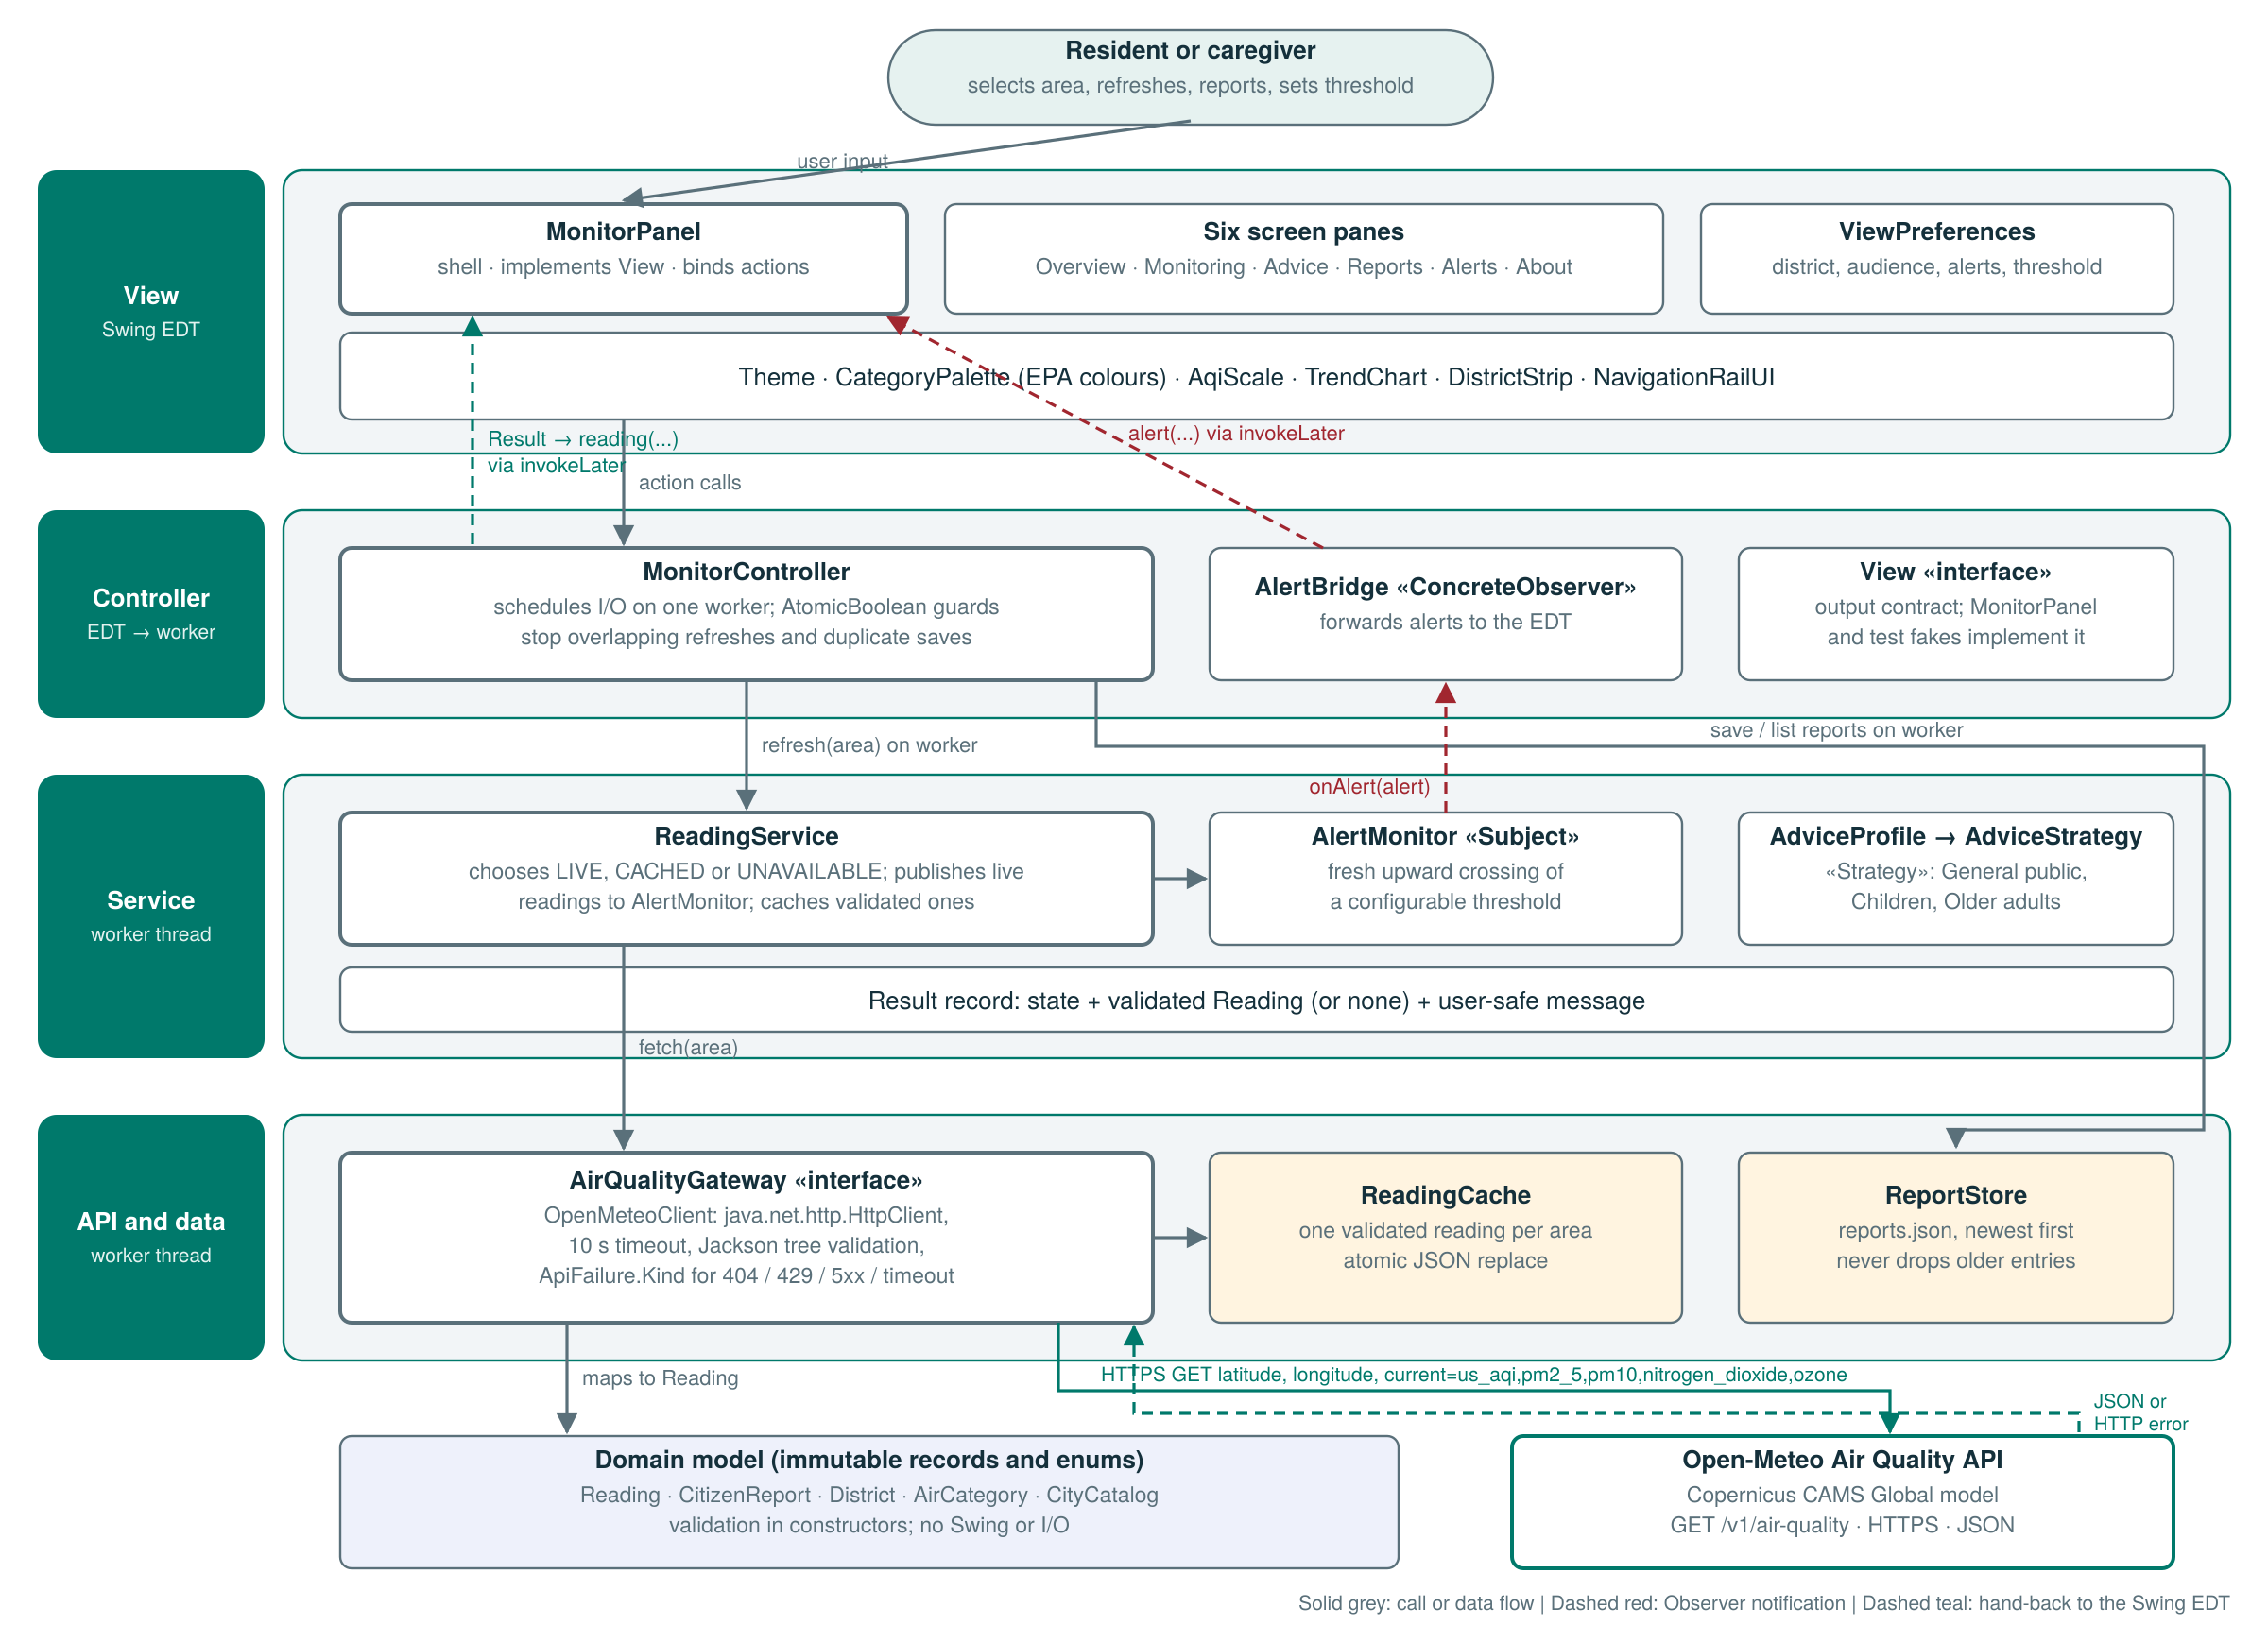 Resident or caregiver
selects area, refreshes, reports, sets threshold
user input
View
Swing EDT
MonitorPanel
shell · implements View · binds actions
Six screen panes
Overview · Monitoring · Advice · Reports · Alerts · About
ViewPreferences
district, audience, alerts, threshold
Theme · CategoryPalette (EPA colours) · AqiScale · TrendChart · DistrictStrip · NavigationRailUI
Result → reading(...)
via invokeLater
alert(...) via invokeLater
action calls
Controller
EDT → worker
MonitorController
schedules I/O on one worker; AtomicBoolean guards
stop overlapping refreshes and duplicate saves
AlertBridge «ConcreteObserver»
forwards alerts to the EDT
View «interface»
output contract; MonitorPanel
and test fakes implement it
refresh(area) on worker
save / list reports on worker
onAlert(alert)
Service
worker thread
ReadingService
chooses LIVE, CACHED or UNAVAILABLE; publishes live
readings to AlertMonitor; caches validated ones
AlertMonitor «Subject»
fresh upward crossing of
a configurable threshold
AdviceProfile → AdviceStrategy
«Strategy»: General public,
Children, Older adults
Result record: state + validated Reading (or none) + user-safe message
fetch(area)
API and data
worker thread
AirQualityGateway «interface»
OpenMeteoClient: java.net.http.HttpClient,
10 s timeout, Jackson tree validation,
ApiFailure.Kind for 404 / 429 / 5xx / timeout
ReadingCache
one validated reading per area
atomic JSON replace
ReportStore
reports.json, newest first
never drops older entries
maps to Reading
HTTPS GET latitude, longitude, current=us_aqi,pm2_5,pm10,nitrogen_dioxide,ozone
JSON or
HTTP error
Domain model (immutable records and enums)
Reading · CitizenReport · District · AirCategory · CityCatalog
validation in constructors; no Swing or I/O
Open-Meteo Air Quality API
Copernicus CAMS Global model
GET /v1/air-quality · HTTPS · JSON
Solid grey: call or data flow | Dashed red: Observer notification | Dashed teal: hand-back to the Swing EDT